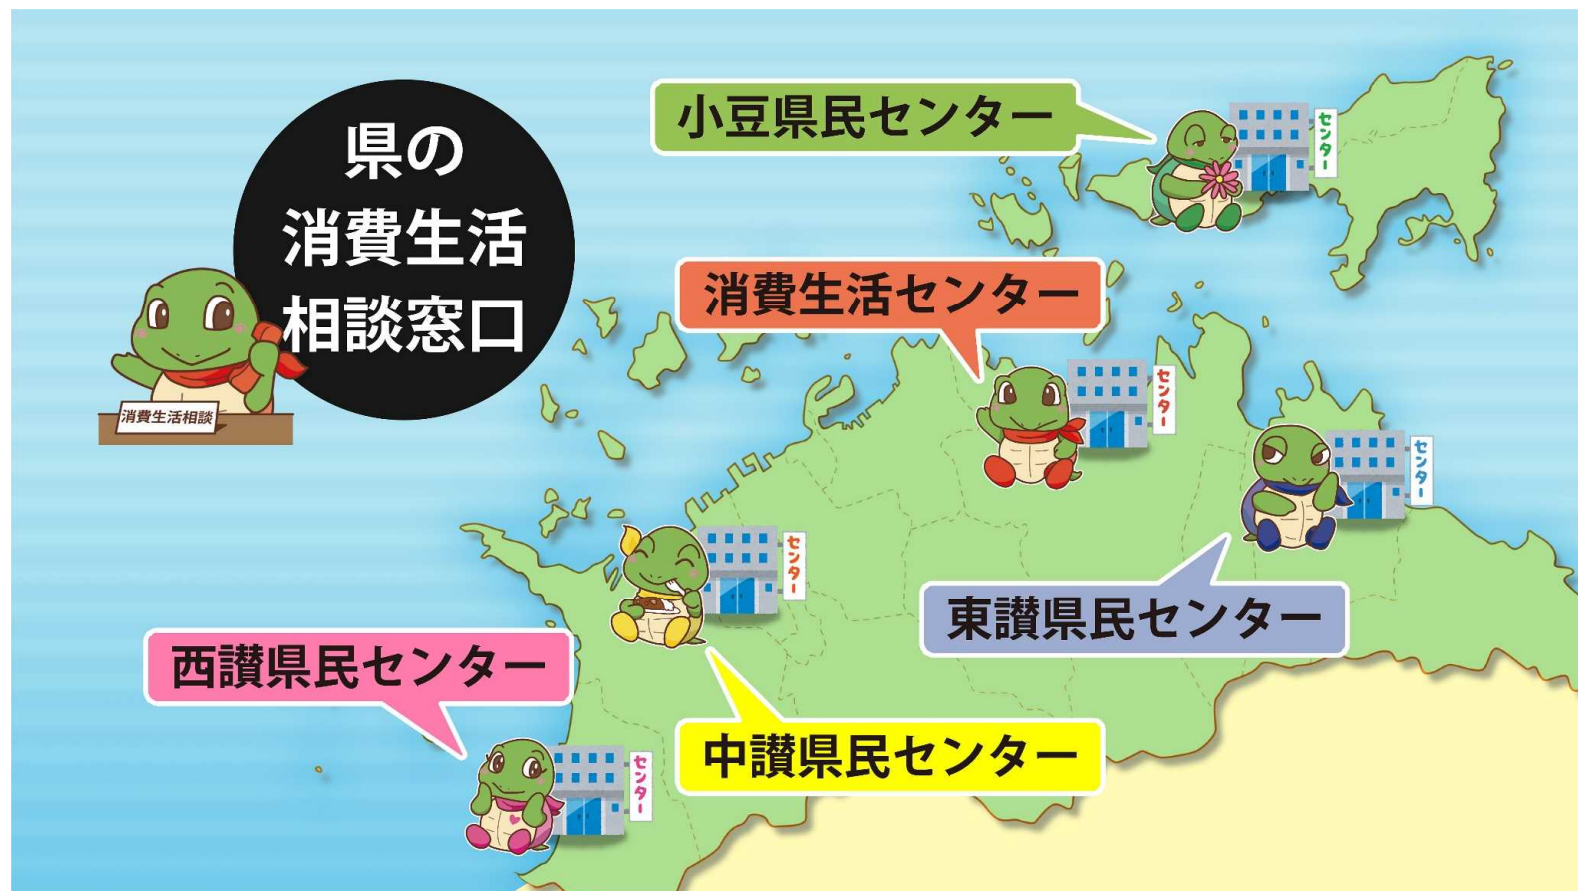 県の
消費生活
相談窓口
消費生活相談
小豆県民センター
センター
消費生活センター
センター
センター
東讃県民センター
センター
中讃県民センター
西讃県民センター
センター